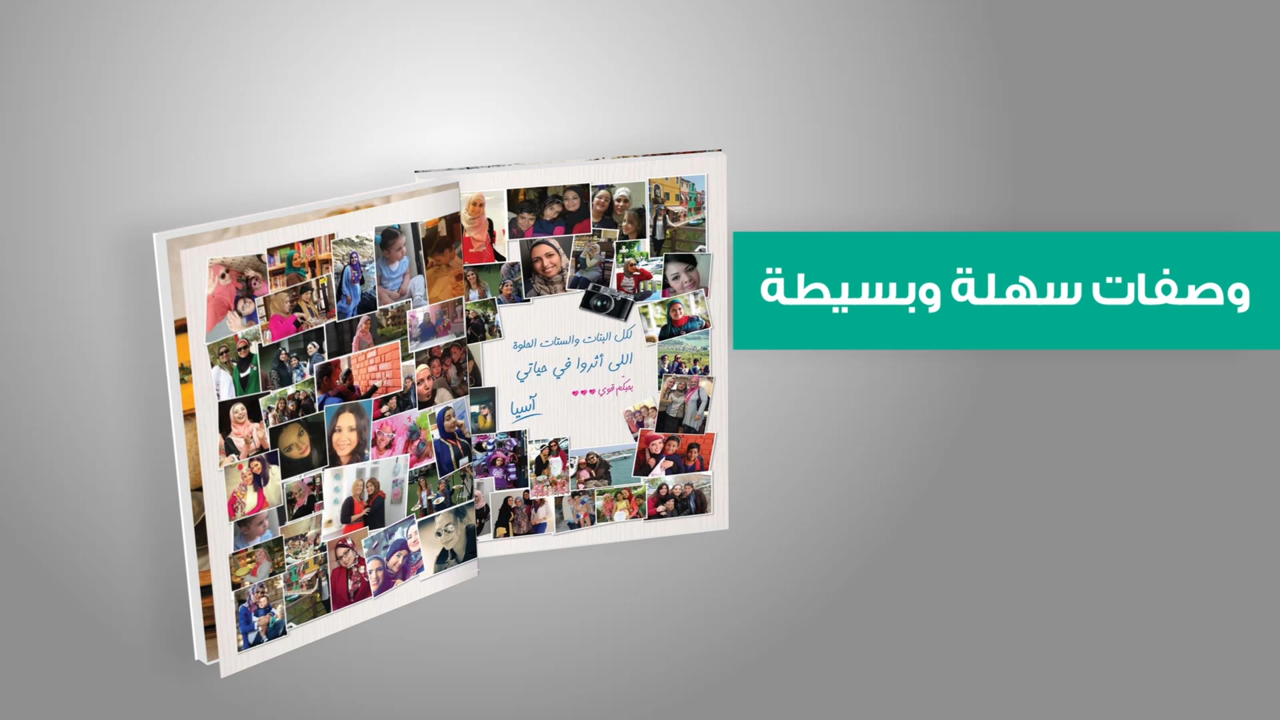 وصفات سهلة وبسيطة
لكل البنات والستات الحلوة
اللى أثروا في حياتي
بحبكم قوي ♥♥♥
آسيا